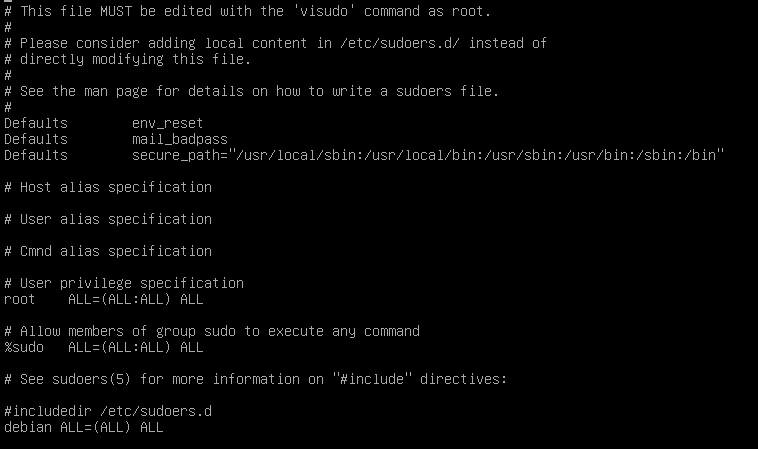 # This file MUST be edited with the 'visudo' command as root.
#
# Please consider adding local content in /etc/sudoers.d/ instead of
# directly modifying this file.
#
# See the man page for details on how to write a sudoers file.
#
Defaults        env_reset
Defaults        mail_badpass
Defaults        secure_path="/usr/local/sbin:/usr/local/bin:/usr/sbin:/usr/bin:/sbin:/bin"
# Host alias specification
# User alias specification
# Cmnd alias specification
# User privilege specification
root    ALL=(ALL:ALL) ALL
# Allow members of group sudo to execute any command
%sudo   ALL=(ALL:ALL) ALL
# See sudoers(5) for more information on "#include" directives:
#includedir /etc/sudoers.d
debian ALL=(ALL) ALL